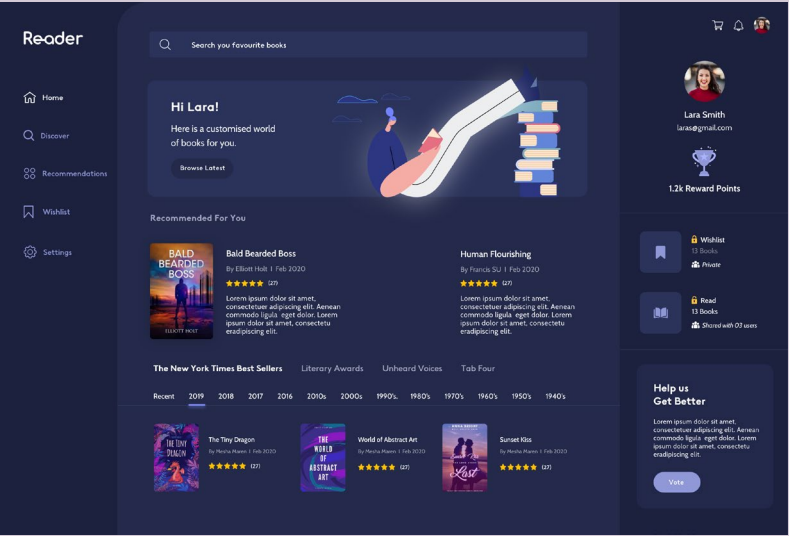 Reader
Home
Discover
Recommendations
Wishlist
Settings
Search you favourite books
Hi Lara!
Here is a customised world
of books for you.
Browse Latest
Recommended For You
BALD
BEARDED
BOSS
ELLIOTT HOLT
Bald Bearded Boss
By Elliott Holt I Feb 2020
(27)
Lorem ipsum dolor sit amet,
consectetuer adipiscing elit. Aenean
commodo ligula eget dolor. Lorem
ipsum dolor sit amet, consectetu
eradipiscing elit.
Human Flourishing
By Francis SU I Feb 2020
(27)
Lorem ipsum dolor sit amet,
consectetuer adipiscing elit. Aenean
commodo ligula eget dolor. Lorem
ipsum dolor sit amet, consectetu
eradipiscing elit.
The New York Times Best Sellers Literary Awards Unheard Voices Tab Four
Recent 2019 2018 2017 2016 2010s 2000s 1990's. 1980's 1970's 1960's 1950's 1940's
THE TINY
DRAGON
The Tiny Dragon
By Mesha Maren I Feb 2020
(27)
THE
WORLD
OF
ABSTRACT
ART
World of Abstract Art
By Mesha Maren I Feb 2020
(27)
Lost
Sunset Kiss
By Mesha Maren I Feb 2020
(27)
Lara Smith
laras@gmail.com
1.2k Reward Points
Wishlist
13 Books
Private
Read
13 Books
Shared with 03 users
Help us
Get Better
Lorem ipsum dolor sit amet,
consectetuer adipiscing elit. Aenean
commodo ligula eget dolor. Lorem
ipsum dolor sit amet, consectetu
eradipiscing elit.
Vote